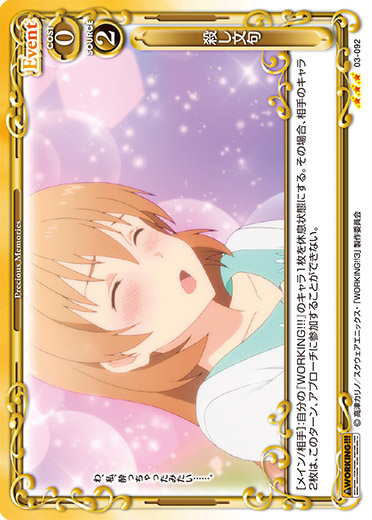 Event
COST
0
SOURCE
2
殺し文句
03-092
Precious Memories
わ、私、酔っちゃったみたい……。
[メイン/相手]:自分の『WORKING!!!』のキャラ1枚を休息状態にする。その場合、相手のキャラ
2枚は、このターン、アプローチに参加することができない。
WORKING!!!
© 高津カリノ/スクウェアエニックス・「WORKING!!3」製作委員会